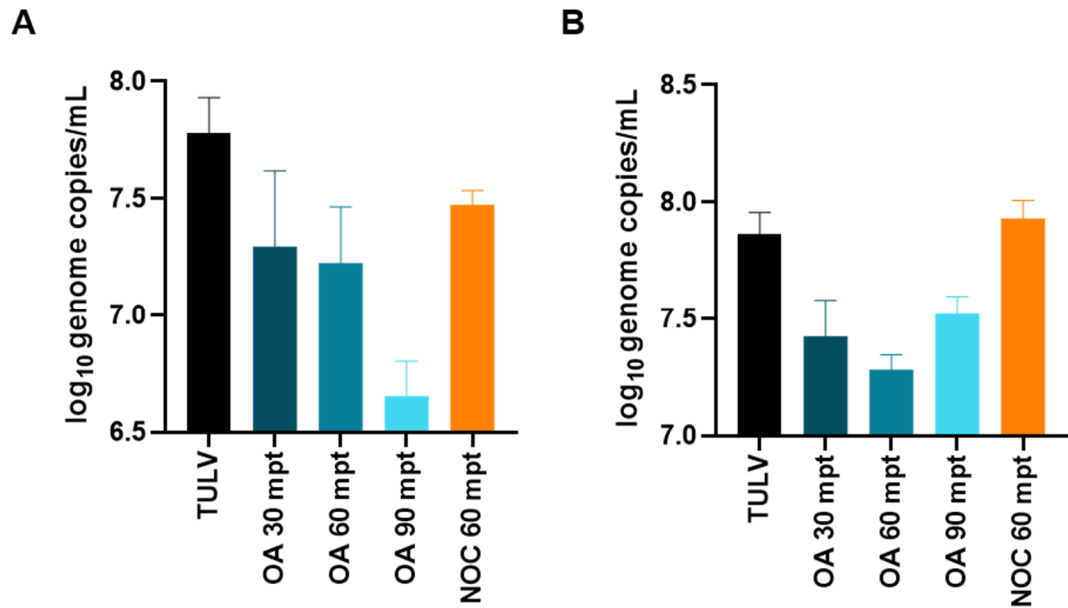 A
log10 genome copies/mL
8.0
7.5
7.0
6.5
TULV
OA 30 mpt
OA 60 mpt
OA 90 mpt
NOC 60 mpt
B
log10 genome copies/mL
8.5
8.0
7.5
7.0
TULV
OA 30 mpt
OA 60 mpt
OA 90 mpt
NOC 60 mpt